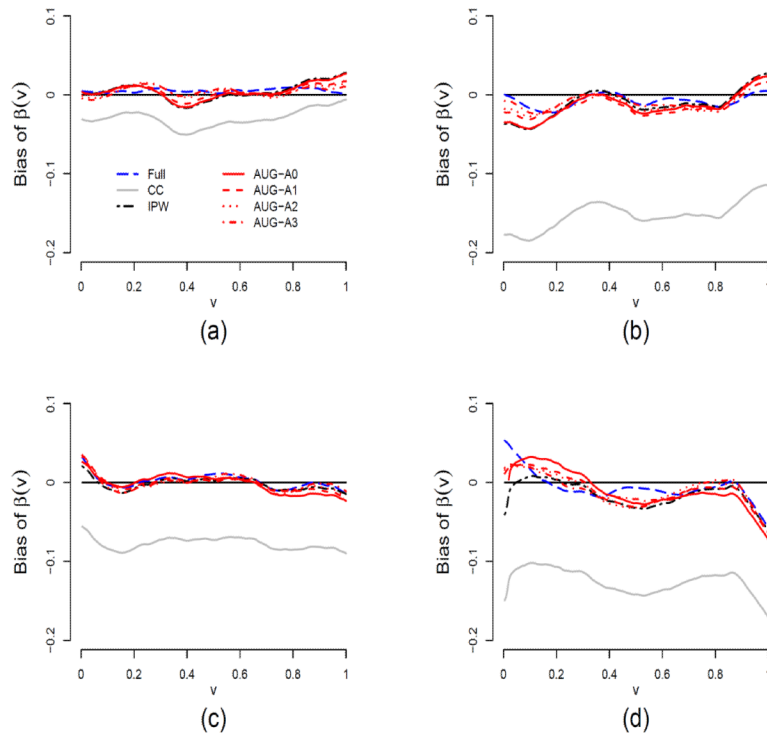 0.1
0
−0.1
−0.2
Bias of β(v)
Full
CC
IPW
AUG−A0
AUG−A1
AUG−A2
AUG−A3
0 0.2 0.4 0.6 0.8 1
v
(a)
0.1
0
−0.1
−0.2
Bias of β(v)
0 0.2 0.4 0.6 0.8 1
v
(b)
0.1
0
−0.1
−0.2
Bias of β(v)
0 0.2 0.4 0.6 0.8 1
v
(c)
0.1
0
−0.1
−0.2
Bias of β(v)
0 0.2 0.4 0.6 0.8 1
v
(d)